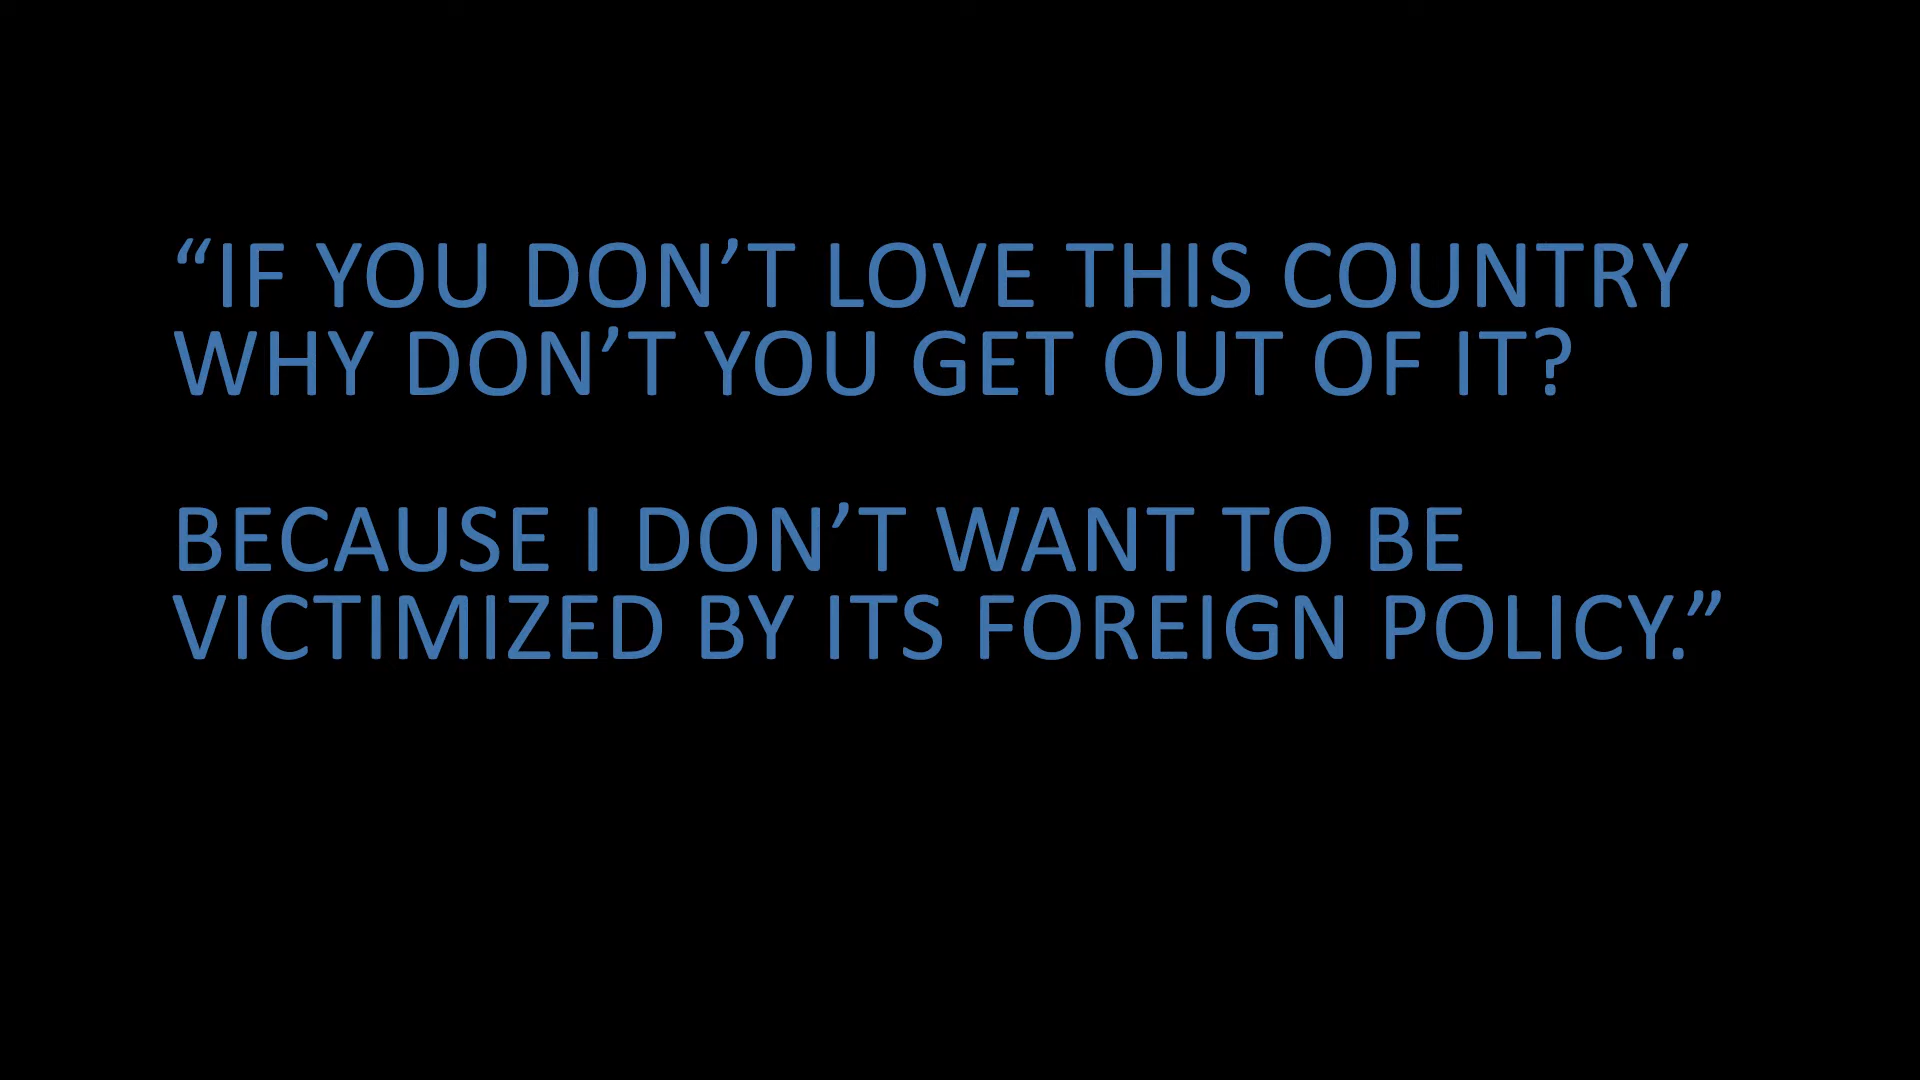 “IF YOU DON’T LOVE THIS COUNTRY
WHY DON’T YOU GET OUT OF IT?
BECAUSE I DON’T WANT TO BE
VICTIMIZED BY ITS FOREIGN POLICY.”